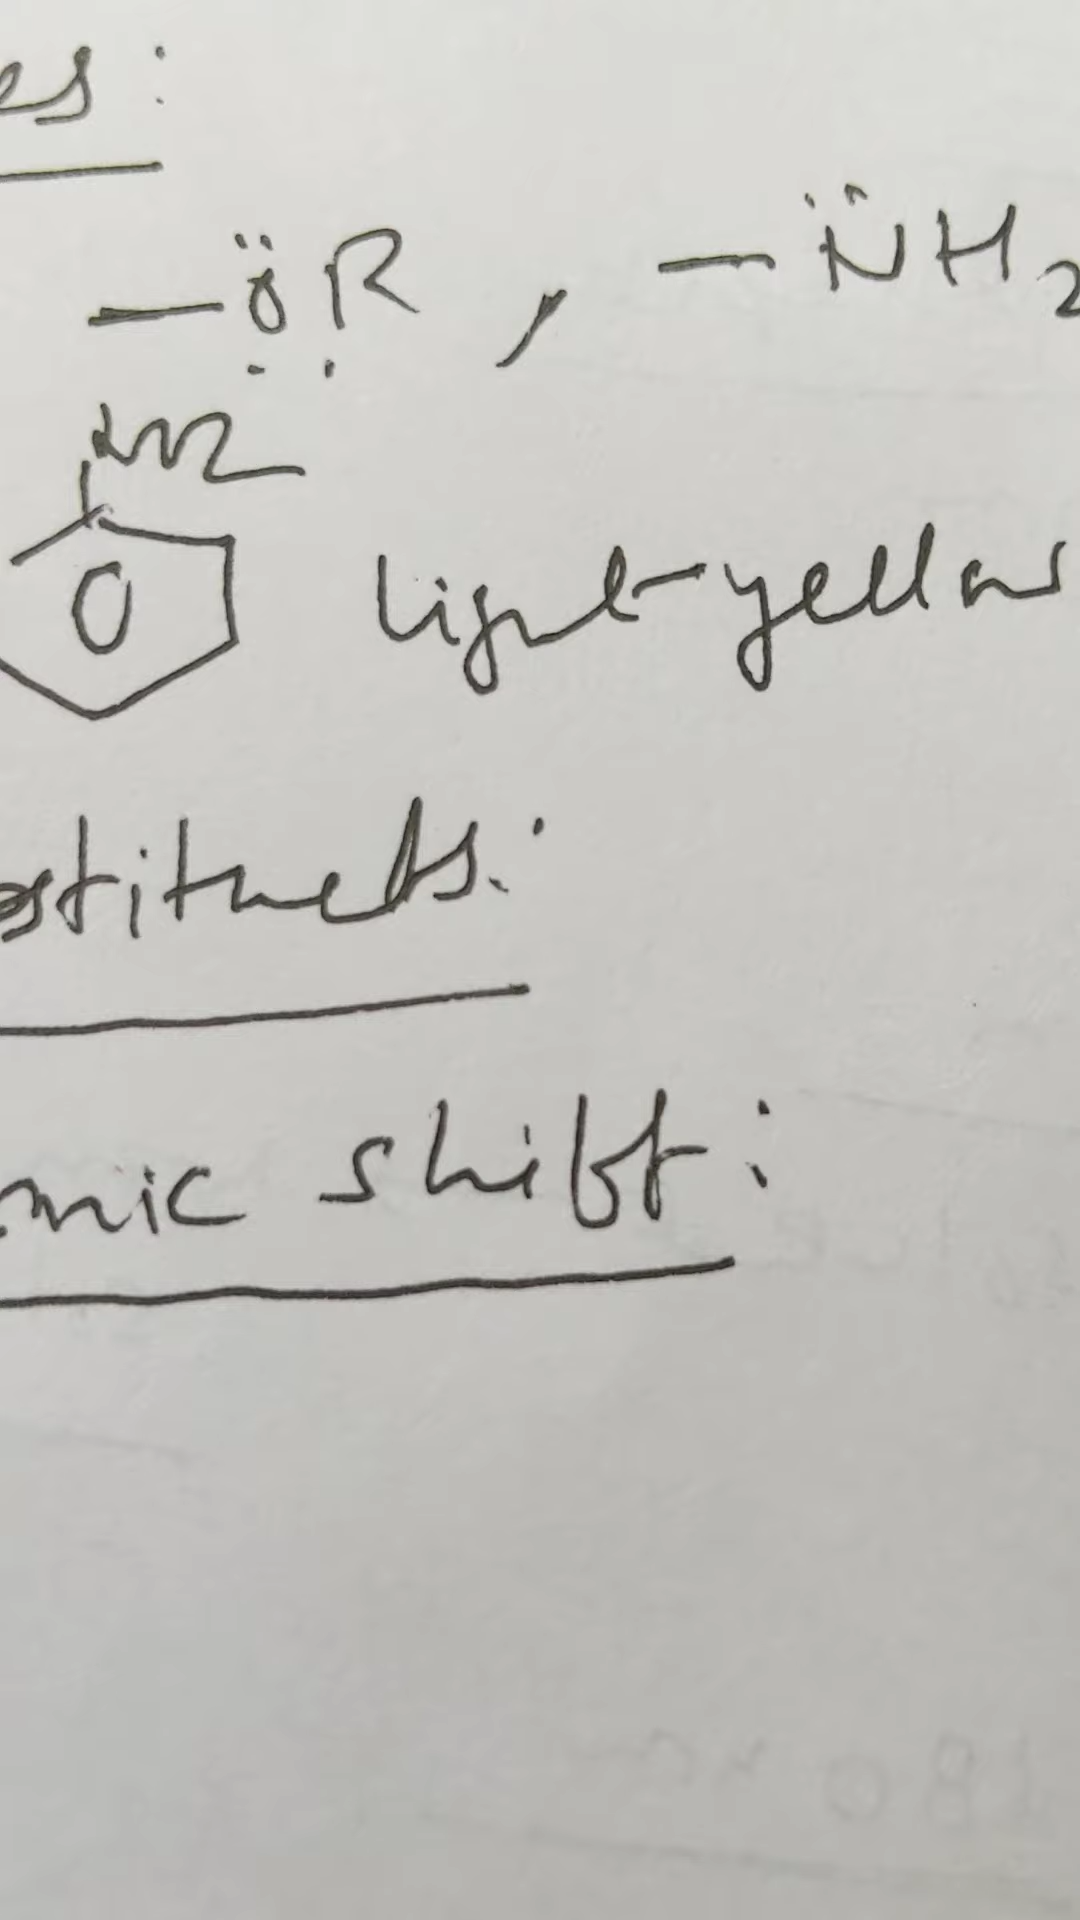 es:
—ÖR, —N̈H2
light-yellow
stituents:
mic shift: